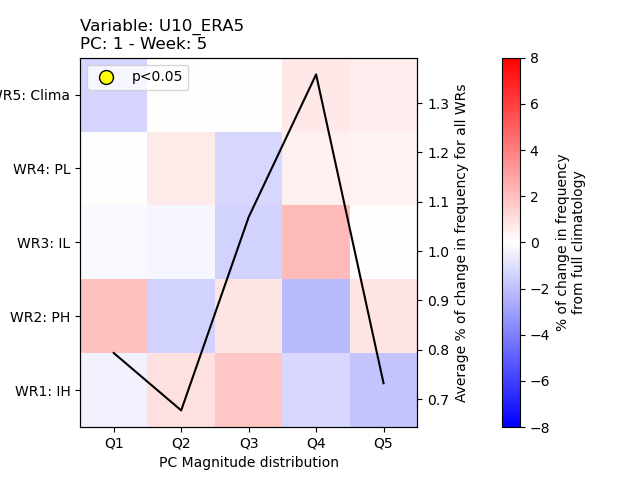 Variable: U10_ERA5
PC: 1 - Week: 5
p<0.05
WR5: Clima
WR4: PL
WR3: IL
WR2: PH
WR1: IH
Q1 Q2 Q3 Q4 Q5
PC Magnitude distribution
1.3
1.2
1.1
1.0
0.9
0.8
0.7
Average % of change in frequency for all WRs
8
6
4
2
0
−2
−4
−6
−8
% of change in frequency
from full climatology